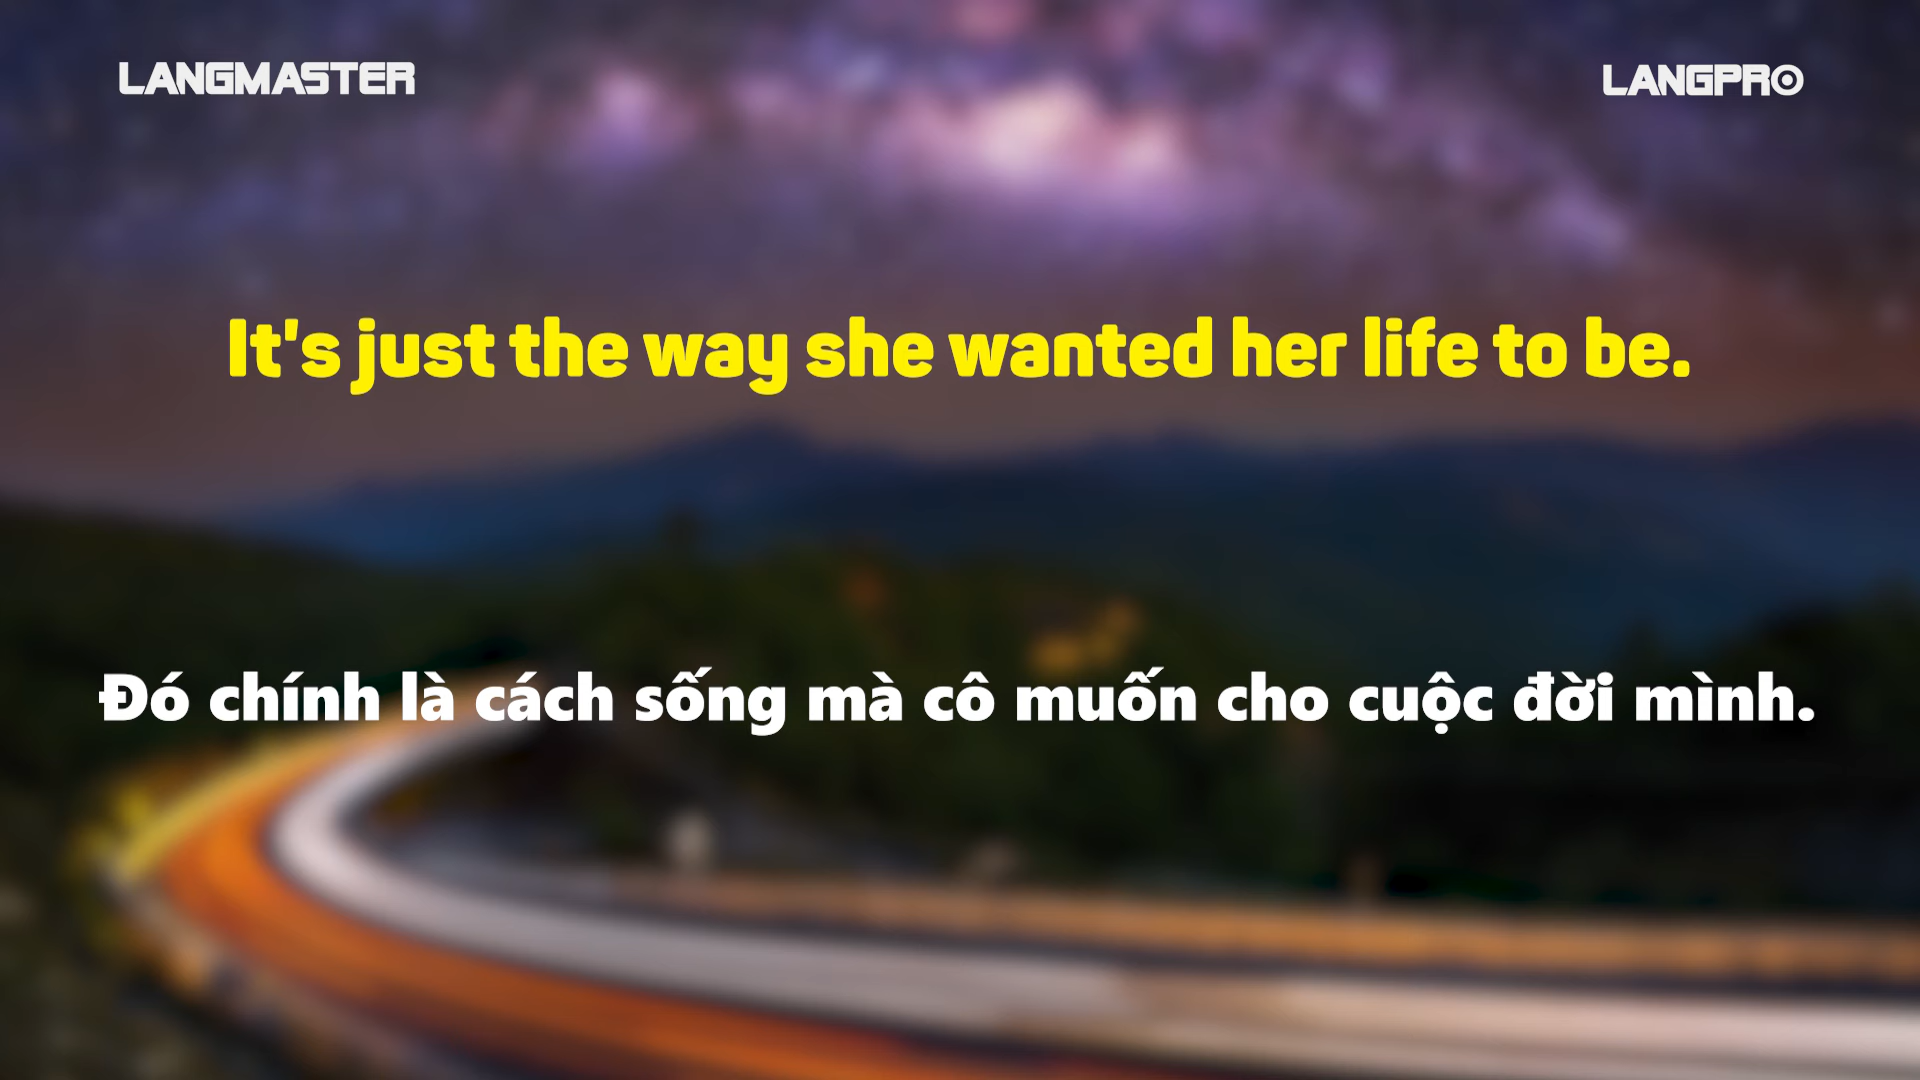 LANGMASTER
LANGPRO
It's just the way she wanted her life to be.
Đó chính là cách sống mà cô muốn cho cuộc đời mình.